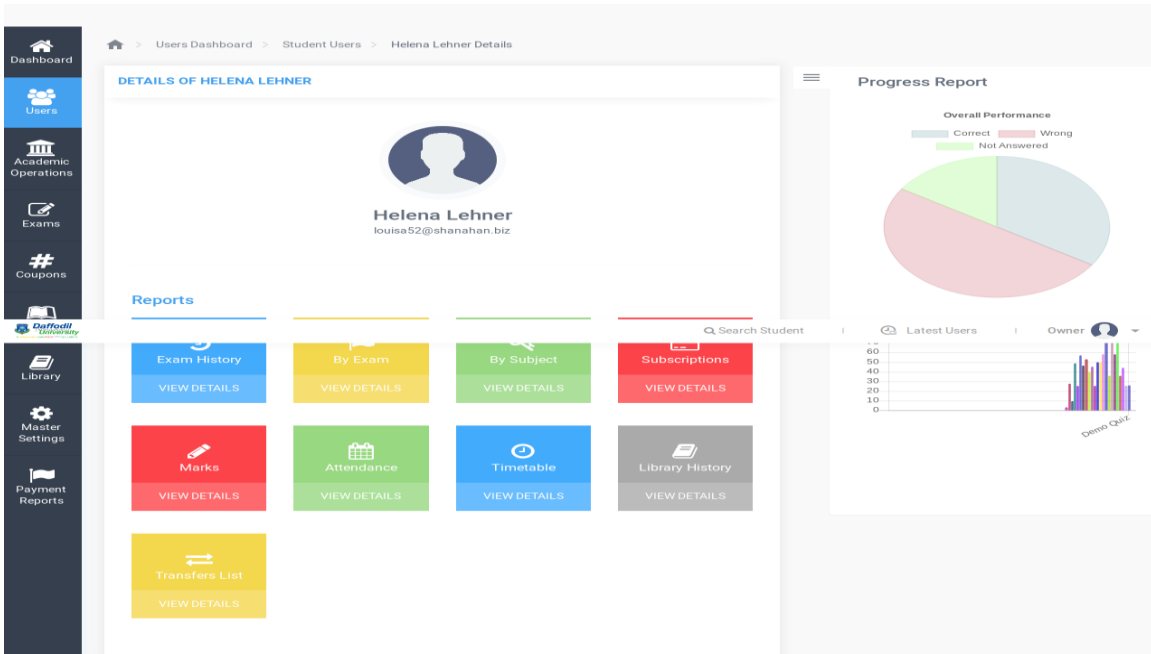 Dashboard
Users
Academic
Operations
Exams
Coupons
Library
Master
Settings
Payment
Reports
> Users Dashboard > Student Users > Helena Lehner Details
DETAILS OF HELENA LEHNER
Helena Lehner
louisa52@shanahan.biz
Reports
Daffodil
University
Search Student
Latest Users
Owner
Exam History
VIEW DETAILS
By Exam
VIEW DETAILS
By Subject
VIEW DETAILS
Subscriptions
VIEW DETAILS
Marks
VIEW DETAILS
Attendance
VIEW DETAILS
Timetable
VIEW DETAILS
Library History
VIEW DETAILS
Transfers List
VIEW DETAILS
Progress Report
Overall Performance
Correct
Wrong
Not Answered
60
50
40
30
20
10
0
Demo Quiz